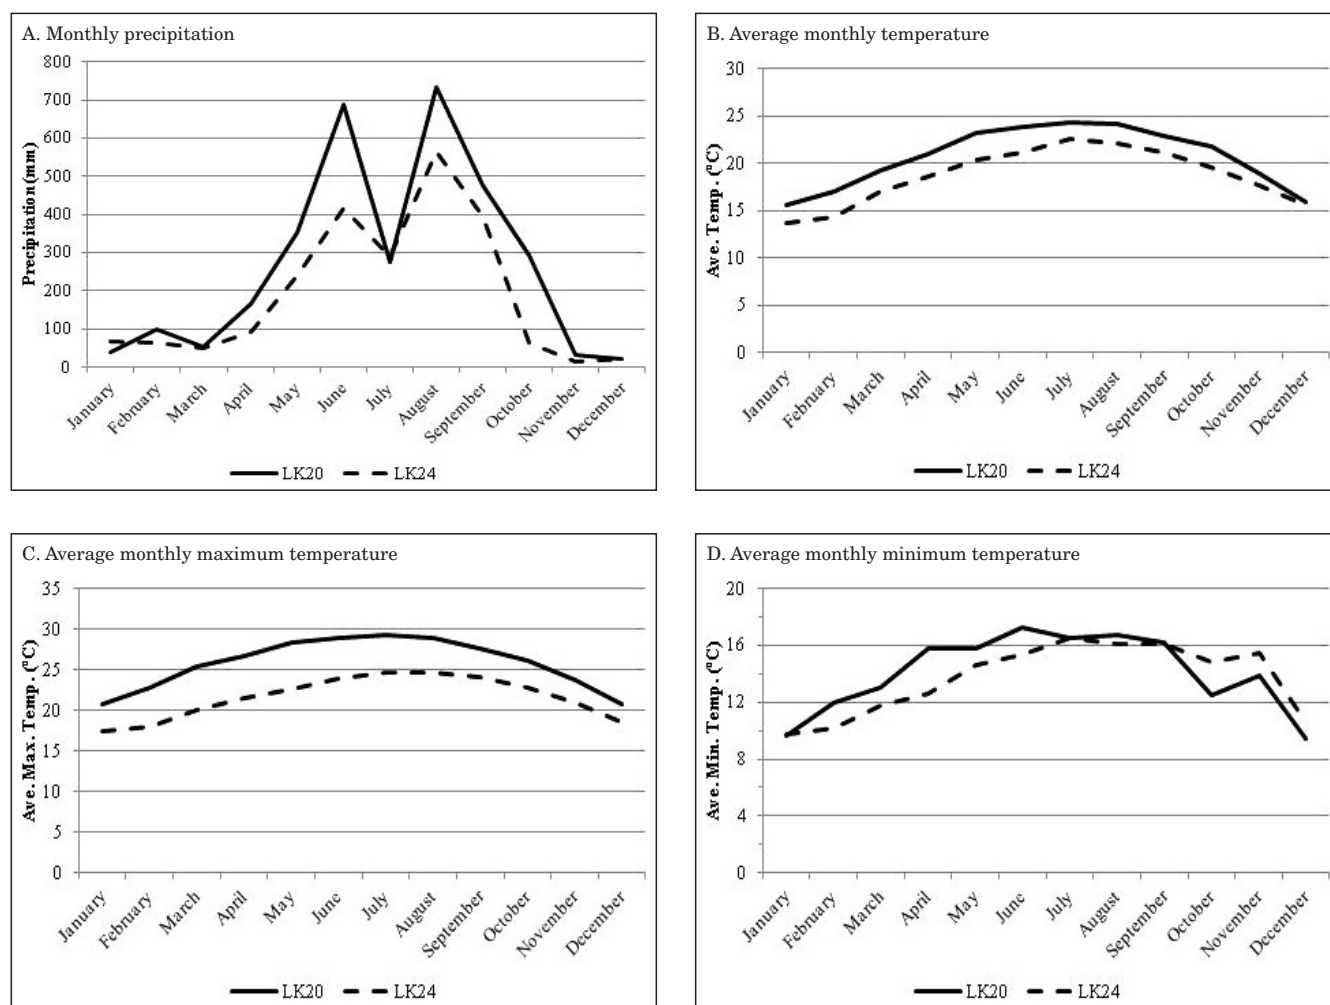 A. Monthly precipitation
Precipitation(mm)
800
700
600
500
400
300
200
100
0
January
February
March
April
May
June
July
August
September
October
November
December
LK20
LK24
B. Average monthly temperature
Ave. Temp. (°C)
30
25
20
15
10
5
0
January
February
March
April
May
June
July
August
September
October
November
December
LK20
LK24
C. Average monthly maximum temperature
Ave. Max. Temp. (°C)
35
30
25
20
15
10
5
0
January
February
March
April
May
June
July
August
September
October
November
December
LK20
LK24
D. Average monthly minimum temperature
Ave. Min. Temp. (°C)
20
16
12
8
4
0
January
February
March
April
May
June
July
August
September
October
November
December
LK20
LK24